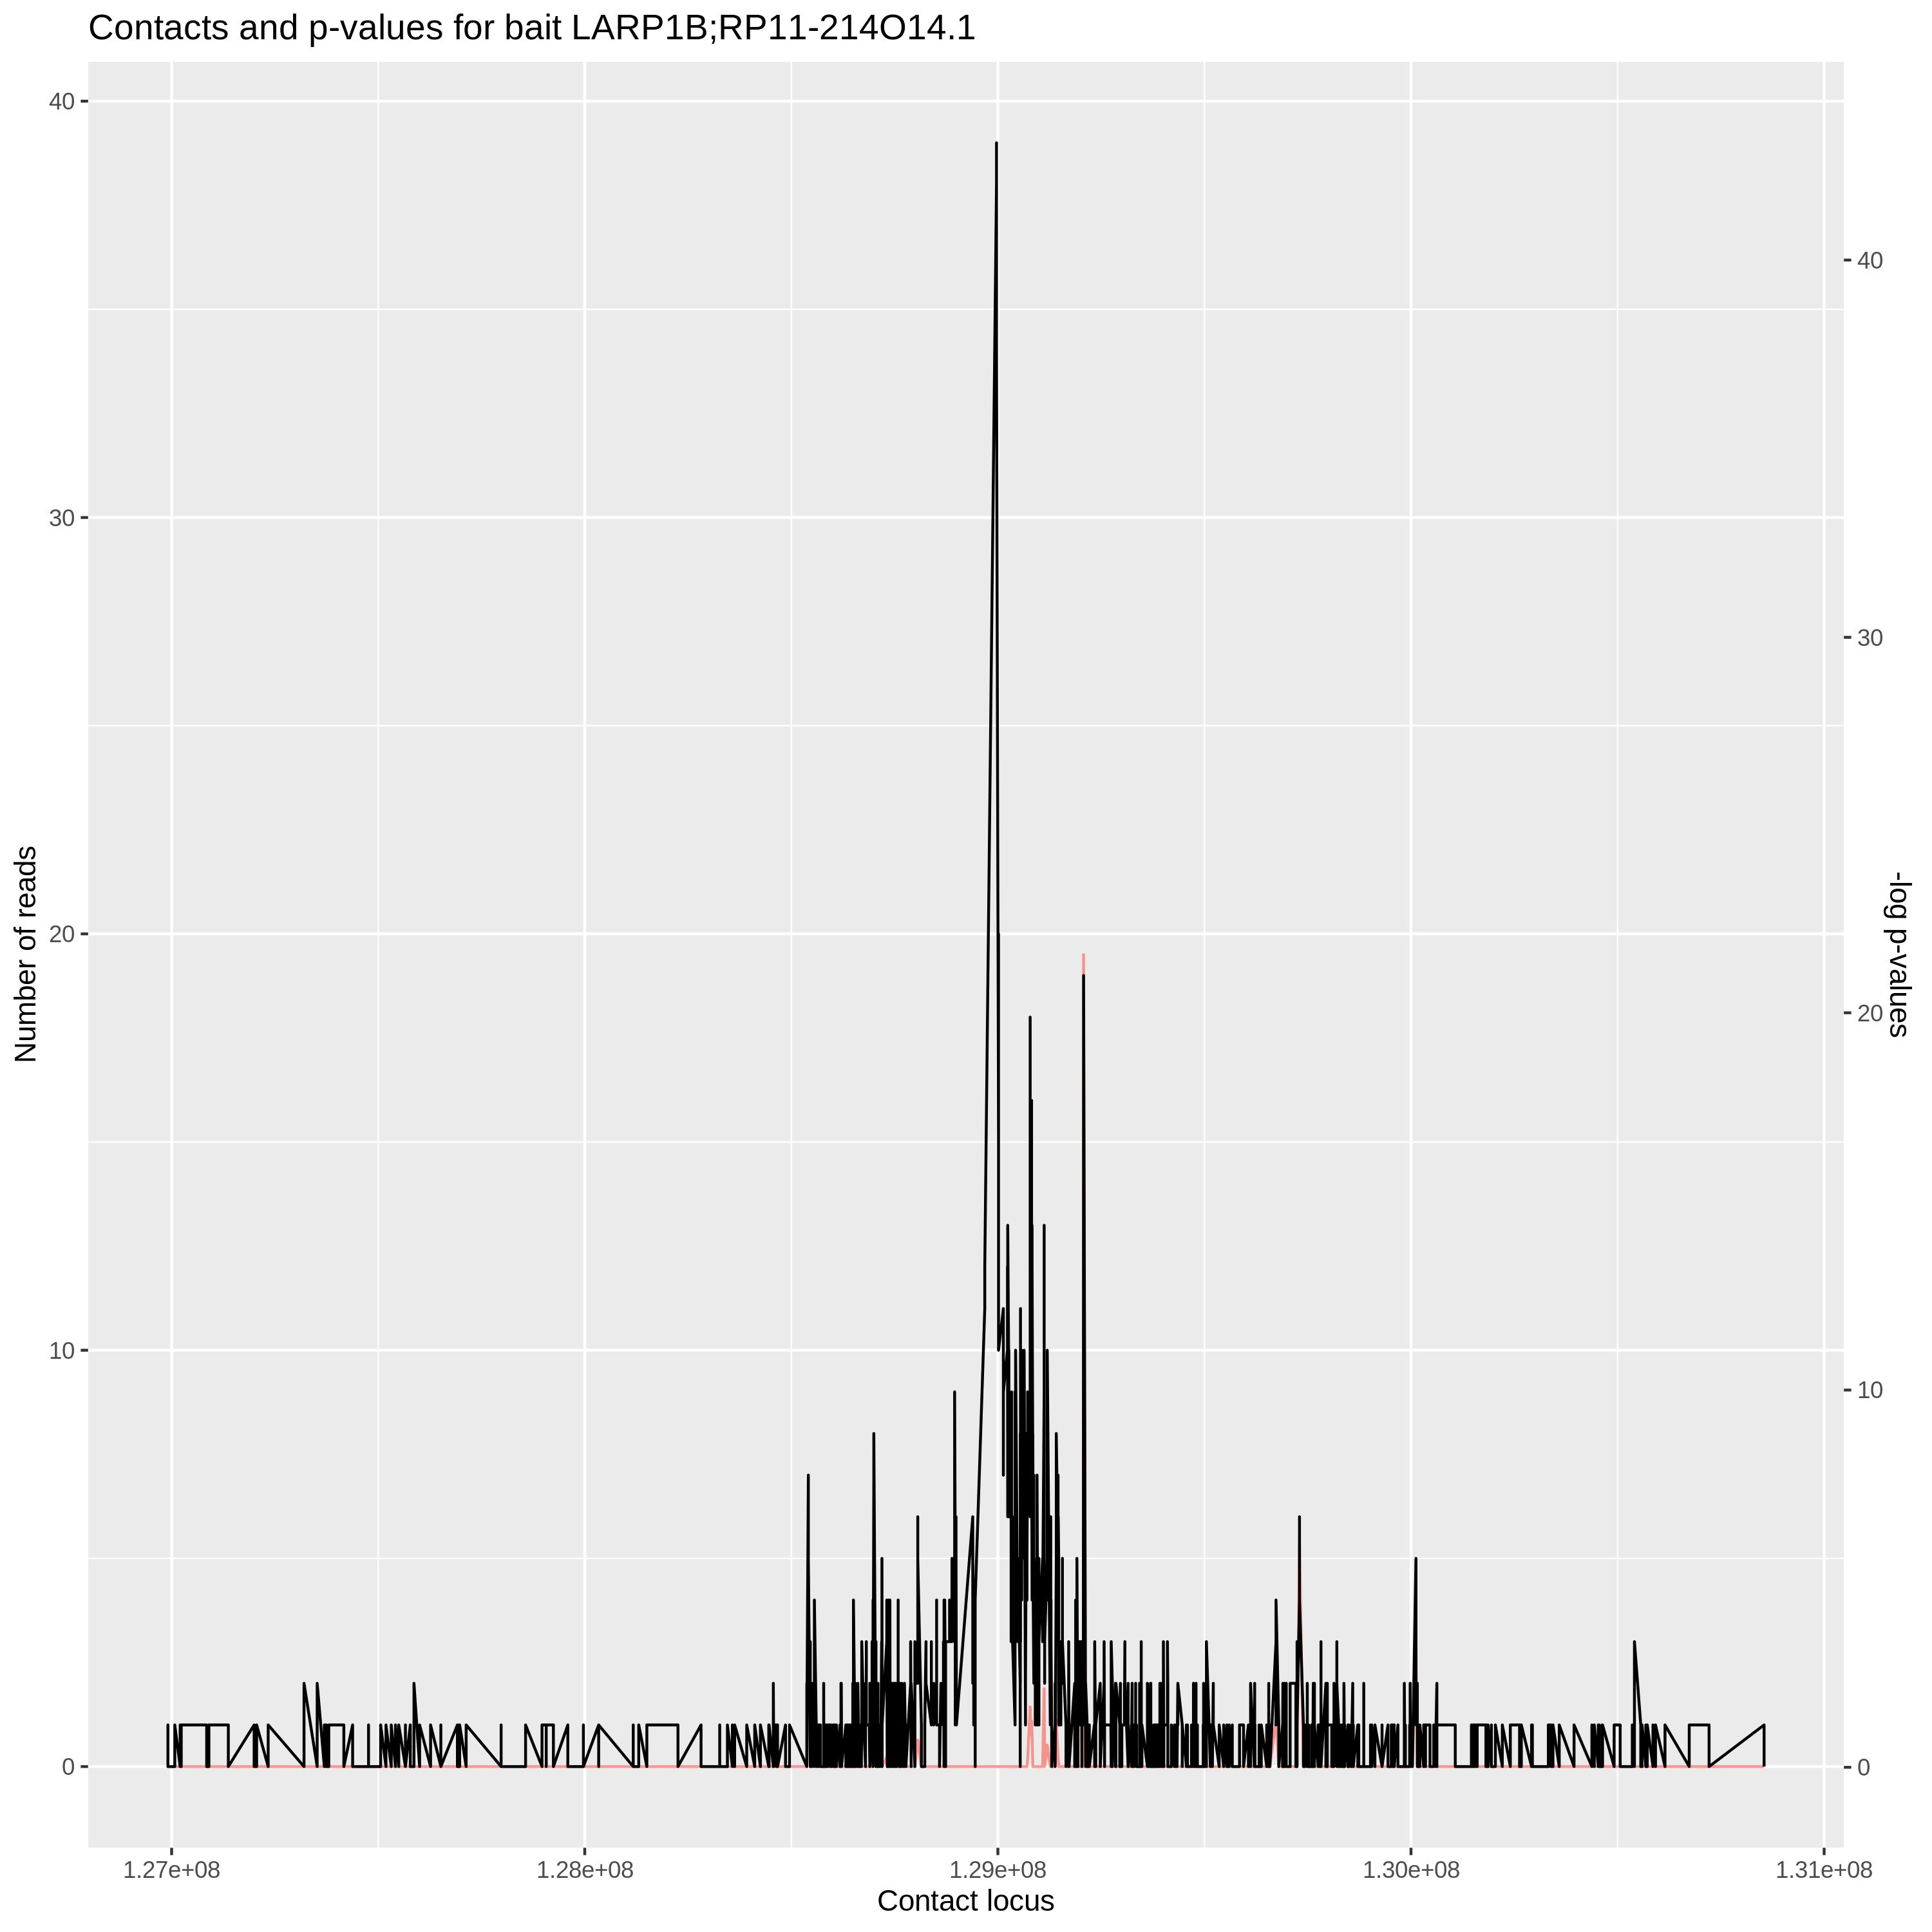 Contacts and p-values for bait LARP1B;RP11-214O14.1
40
30
20
10
0
Number of reads
40
30
20
10
0
-log p-values
1.27e+08 1.28e+08 1.29e+08 1.30e+08 1.31e+08
Contact locus